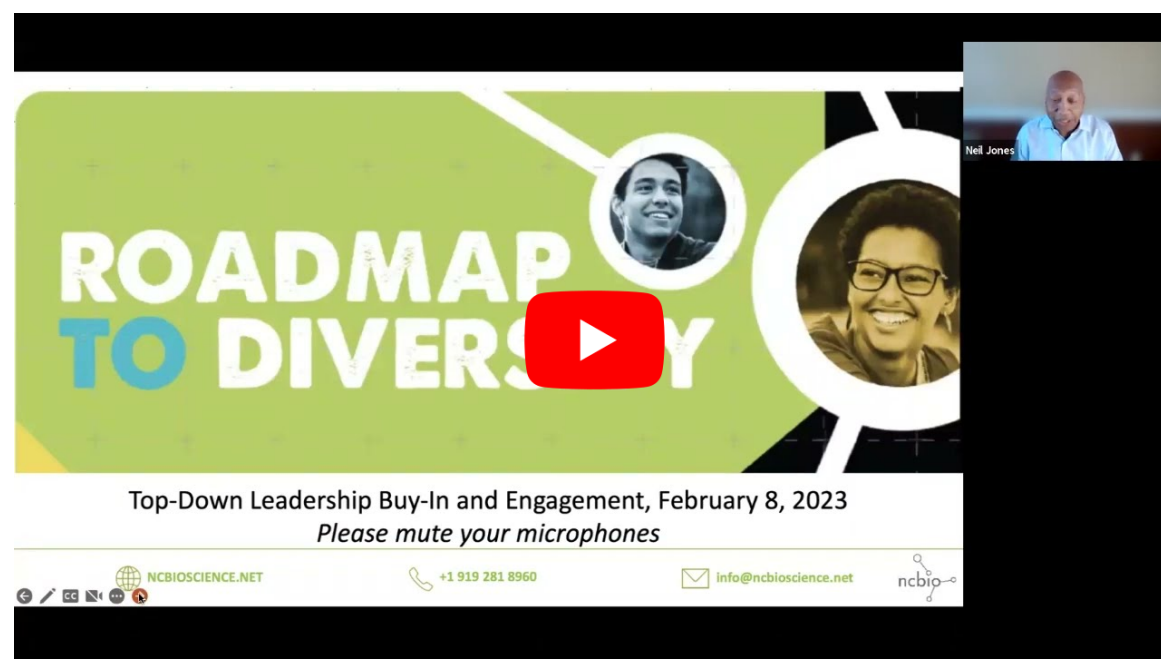 Neil Jones
ROADMAP
TO DIVERS Y
Top-Down Leadership Buy-In and Engagement, February 8, 2023
Please mute your microphones
NCBIOSCIENCE.NET
+1 919 281 8960
info@ncbioscience.net
ncbio
CC